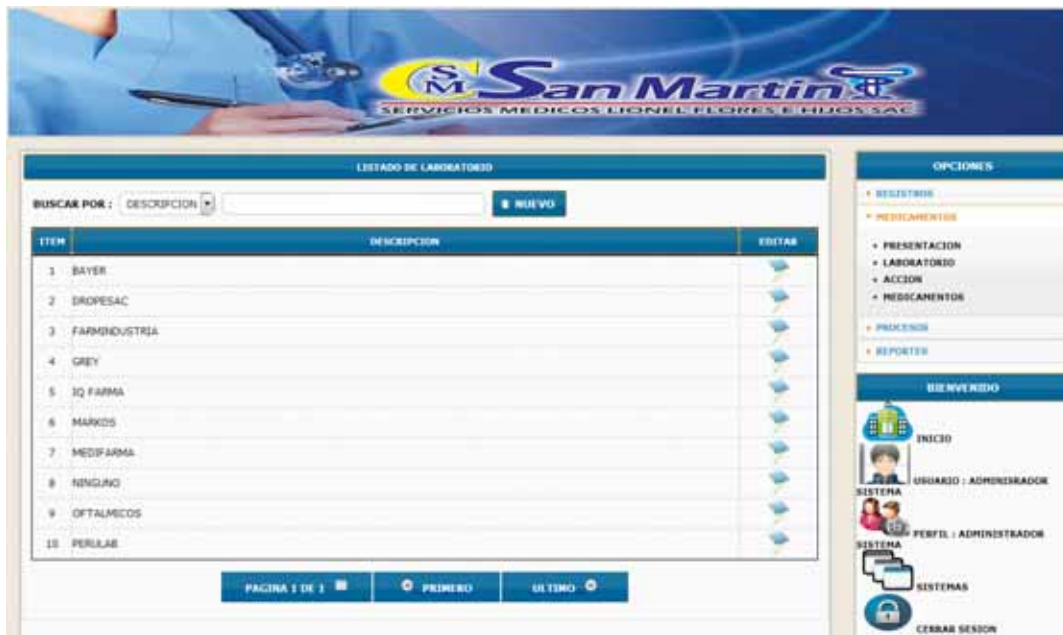 C S M San Martin
SERVICIOS MEDICOS LIONEL FLORES E HIJOS SAC
LISTADO DE LABORATORIO
BUSCAR POR : DESCRIPCION NUEVO
ITEM DESCRIPCION EDITAR
1 BAYER
2 DROPESAC
3 FARMINDUSTRIA
4 GREY
5 IQ FARMA
6 MARKOS
7 MEDIFARMA
8 NINGUNO
9 OFTALMICOS
10 PERULAB
PAGINA 1 DE 1 PRIMERO ULTIMO
OPCIONES
REGISTROS
MEDICAMENTOS
PRESENTACION
LABORATORIO
ACCION
MEDICAMENTOS
PROCESOS
REPORTES
BIENVENIDO
INICIO
USUARIO : ADMINISRADOR
SISTEMA
PERFIL : ADMINISTRADOR
SISTEMA
SISTEMAS
CERRAR SESION